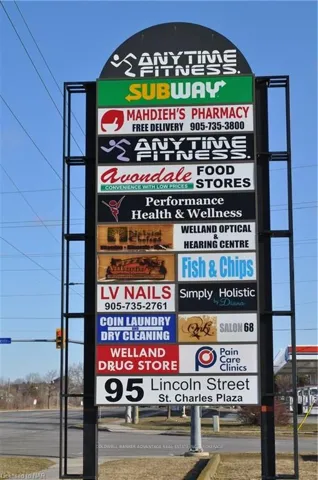 ANYTIME
FITNESS.
SUBWAY
MAHDIEH'S PHARMACY
FREE DELIVERY 905-735-3800
ANYTIME
FITNESS.
Avondale FOOD
CONVENIENCE WITH LOW PRICES STORES
Performance
Health & Wellness
WELLAND OPTICAL
&
HEARING CENTRE
Fish & Chips
LV NAILS
905-735-2761
Simply Holistic
by Diana
COIN LAUNDRY
DRY CLEANING
SALON 68
WELLAND
DRUG STORE
Pain
Care
Clinics
95 Lincoln Street
St. Charles Plaza